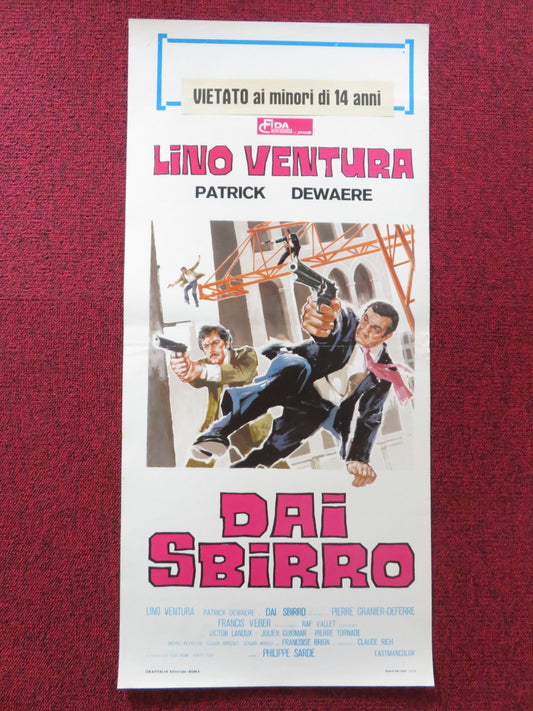 VIETATO ai minori di 14 anni
FIDA
LINO VENTURA
PATRICK DEWAERE
DAI
SBIRRO
LINO VENTURA PATRICK DEWAERE DAI SBIRRO PIERRE GRANIER-DEFERRE
FRANCIS VEBER RAF VALLET
VICTOR LANOUX JULIEN GUIOMAR PIERRE TORNADE
FRANCOISE BRION CLAUDE RICH
PHILIPPE SARDE EASTMANCOLOR